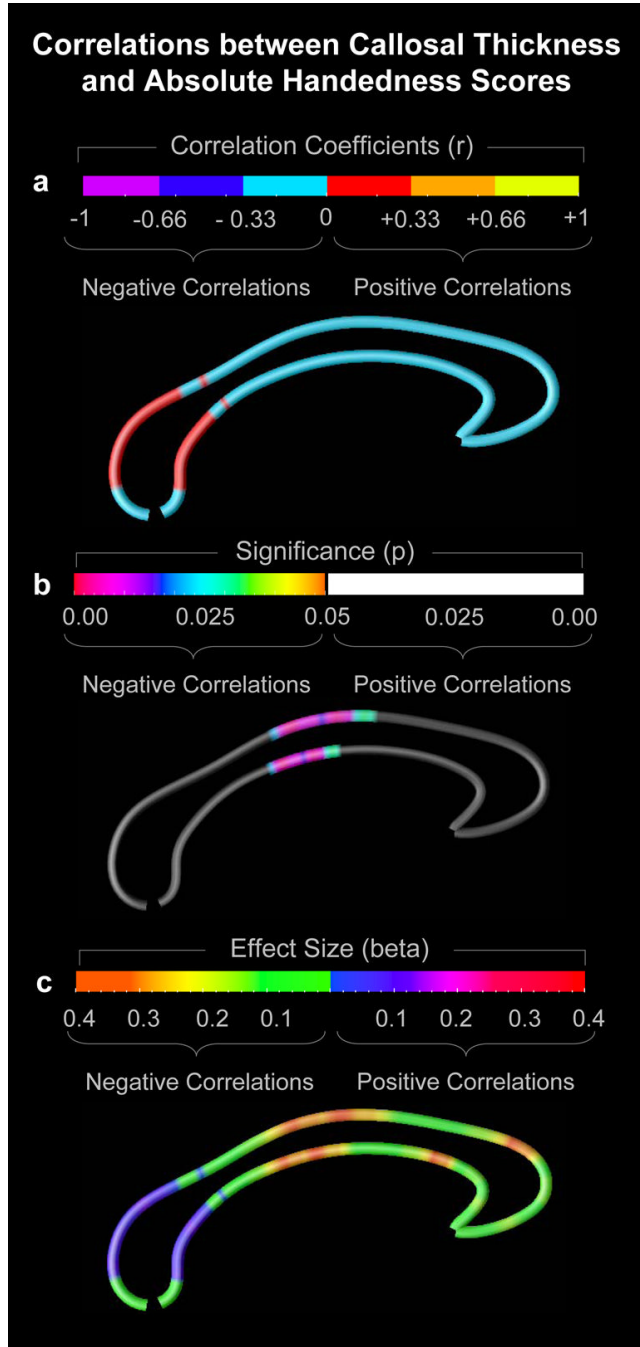 Correlations between Callosal Thickness
and Absolute Handedness Scores
Correlation Coefficients (r)
a
-1 -0.66 - 0.33 0 +0.33 +0.66 +1
Negative Correlations Positive Correlations
Significance (p)
b
0.00 0.025 0.05 0.025 0.00
Negative Correlations Positive Correlations
Effect Size (beta)
c
0.4 0.3 0.2 0.1 0.1 0.2 0.3 0.4
Negative Correlations Positive Correlations